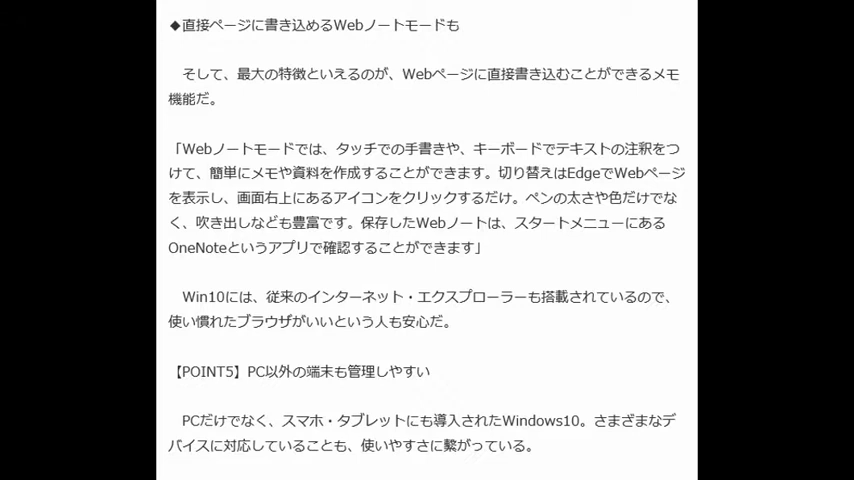 ◆直接ページに書き込めるWebノートモードも
そして、最大の特徴といえるのが、Webページに直接書き込むことができるメモ
機能だ。
「Webノートモードでは、タッチでの手書きや、キーボードでテキストの注釈をつ
けて、簡単にメモや資料を作成することができます。切り替えはEdgeでWebページ
を表示し、画面右上にあるアイコンをクリックするだけ。ペンの太さや色だけでな
く、吹き出しなども豊富です。保存したWebノートは、スタートメニューにある
OneNoteというアプリで確認することができます」
Win10には、従来のインターネット・エクスプローラーも搭載されているので、
使い慣れたブラウザがいいという人も安心だ。
【POINT5】PC以外の端末も管理しやすい
PCだけでなく、スマホ・タブレットにも導入されたWindows10。さまざまなデ
バイスに対応していることも、使いやすさに繋がっている。